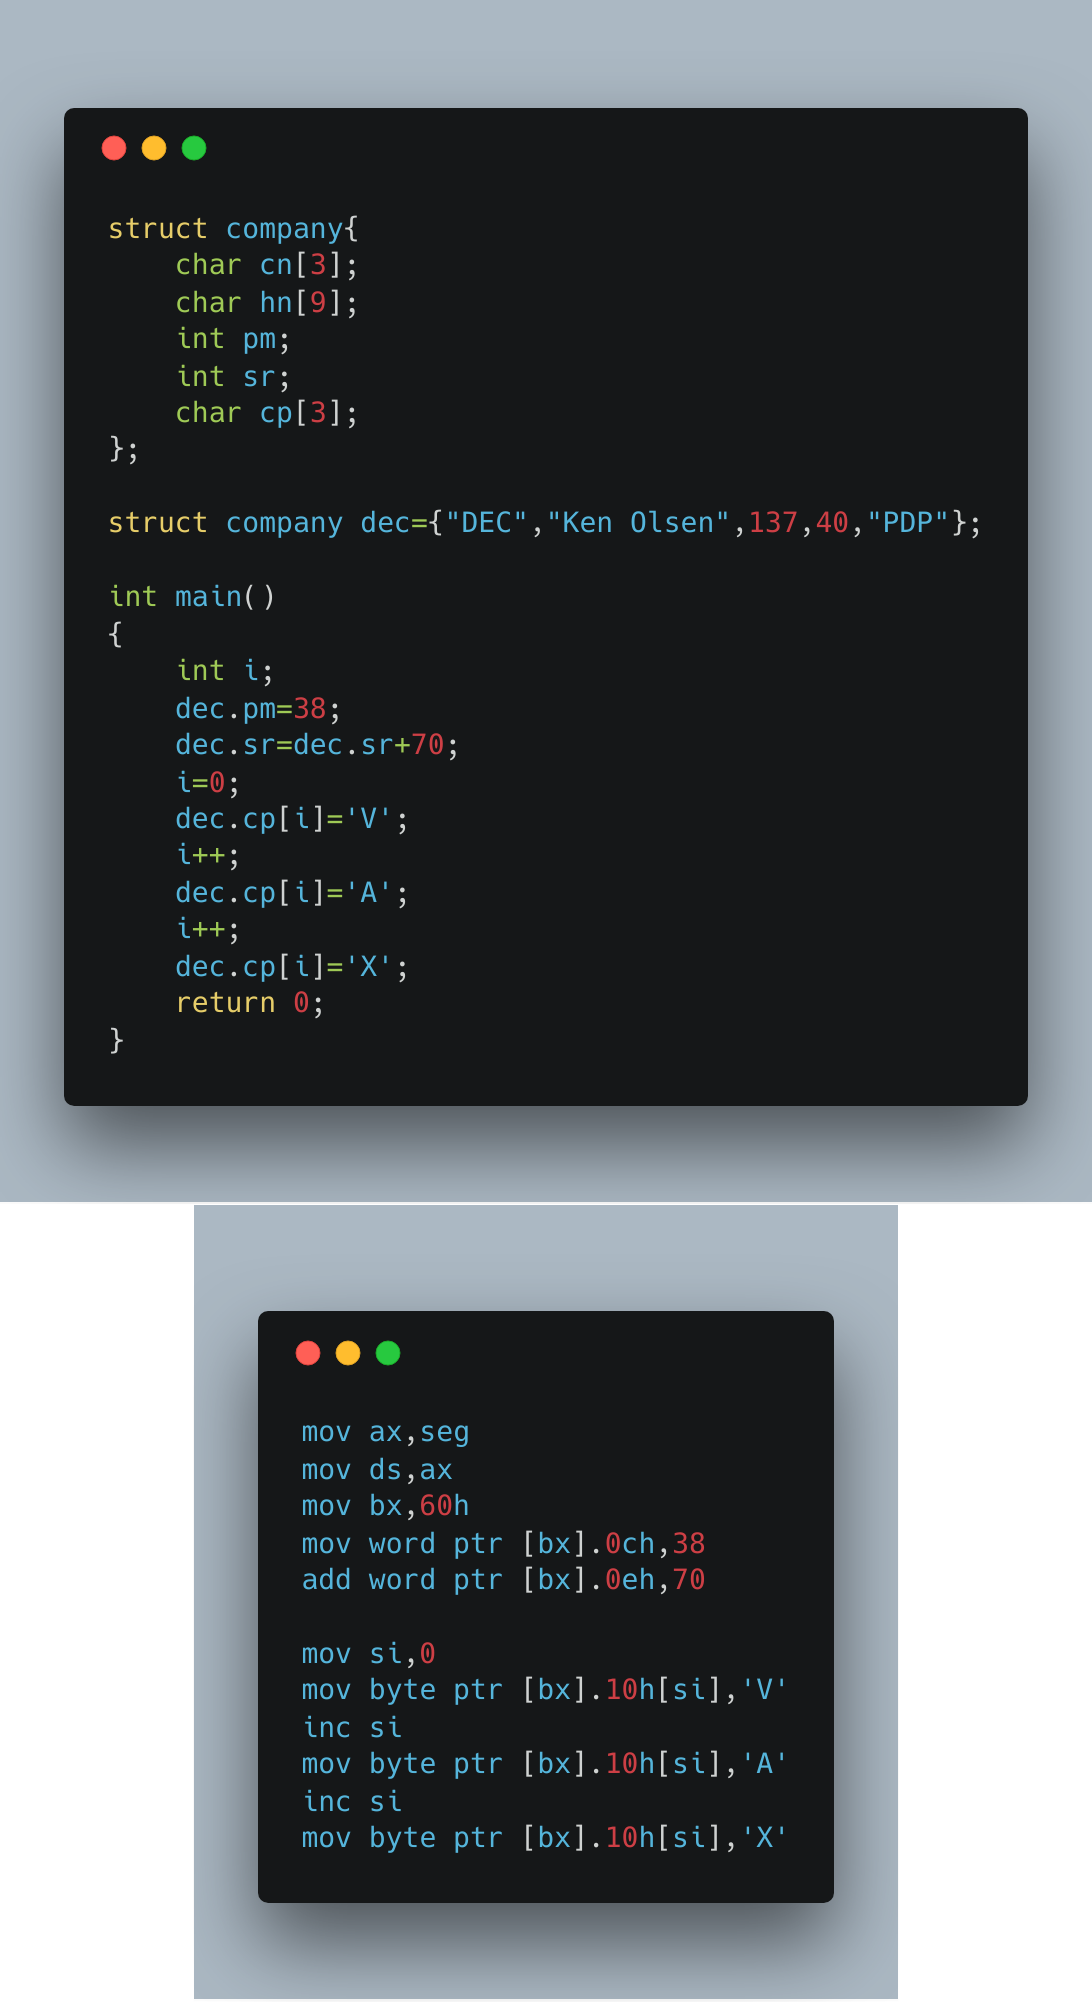 struct company{
    char cn[3];
    char hn[9];
    int pm;
    int sr;
    char cp[3];
};

struct company dec={"DEC","Ken Olsen",137,40,"PDP"};

int main()
{
    int i;
    dec.pm=38;
    dec.sr=dec.sr+70;
    i=0;
    dec.cp[i]='V';
    i++;
    dec.cp[i]='A';
    i++;
    dec.cp[i]='X';
    return 0;
}
mov ax,seg
mov ds,ax
mov bx,60h
mov word ptr [bx].0ch,38
add word ptr [bx].0eh,70

mov si,0
mov byte ptr [bx].10h[si],'V'
inc si
mov byte ptr [bx].10h[si],'A'
inc si
mov byte ptr [bx].10h[si],'X'